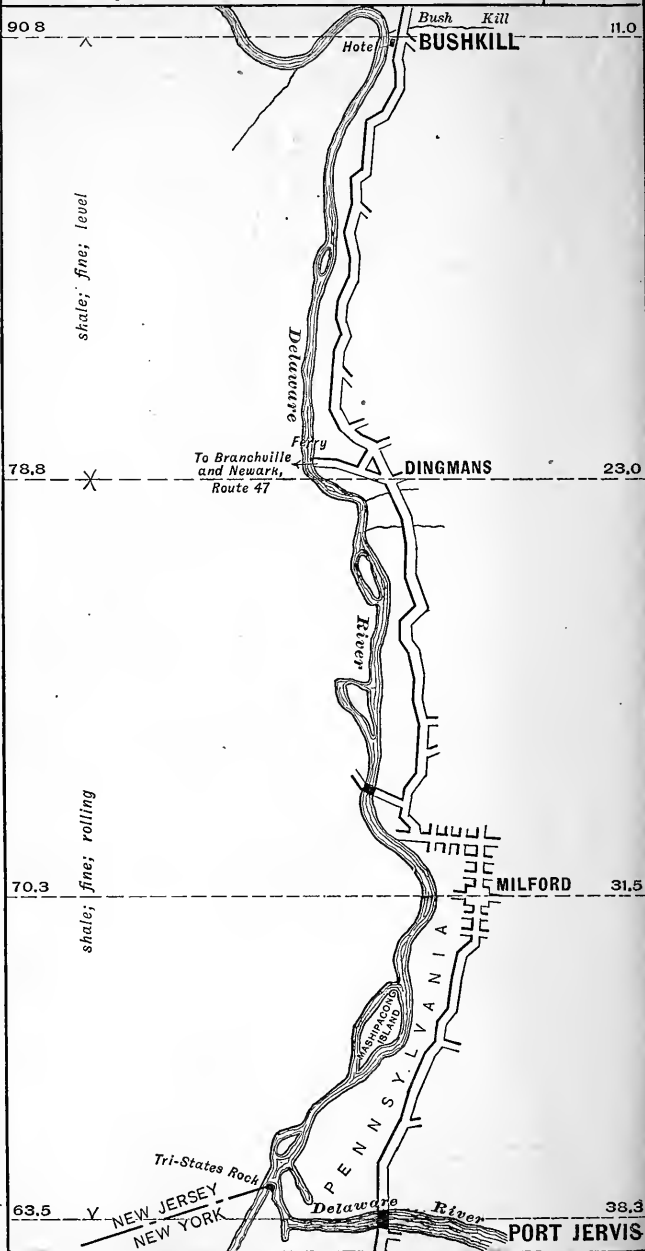 Bush Kill
90 8
Hote
BUSHKILL
11.0
shale; fine; level
Delaware
Ferry
To Branchville
and Newark,
Route 47
78.8
DINGMANS
23.0
River
shale; fine; rolling
70.3
MILFORD
31.5
MASHIPACONG
ISLAND
PENNSYLVANIA
Tri-States Rock
NEW JERSEY
NEW YORK
63.5
Delaware River
38.3
PORT JERVIS